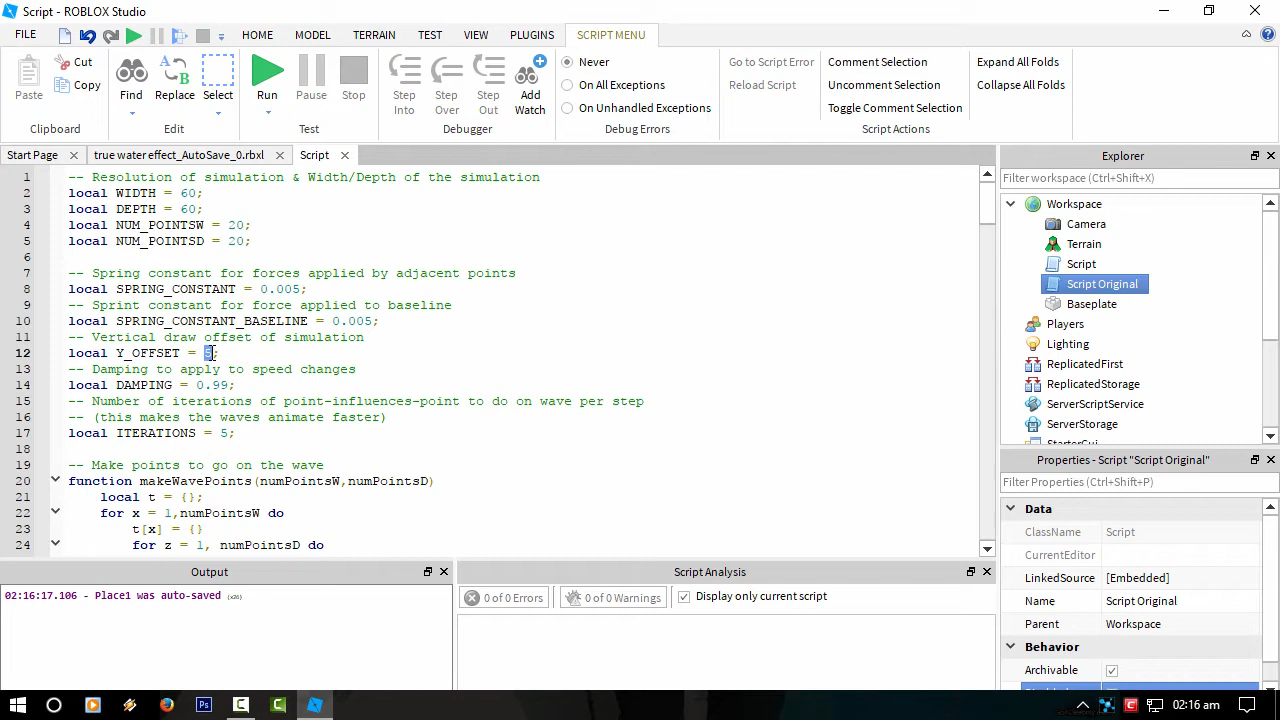 Script - ROBLOX Studio
FILE
HOME
MODEL
TERRAIN
TEST
VIEW
PLUGINS
SCRIPT MENU
Paste
Cut
Copy
Clipboard
Find
Replace
Select
Edit
Run
Pause
Stop
Test
Step Into
Step Over
Step Out
Add Watch
Debugger
Never
On All Exceptions
On Unhandled Exceptions
Debug Errors
Go to Script Error
Reload Script
Comment Selection
Uncomment Selection
Toggle Comment Selection
Expand All Folds
Collapse All Folds
Script Actions
Start Page
true water effect_AutoSave_0.rbxl
Script
1 -- Resolution of simulation & Width/Depth of the simulation
2 local WIDTH = 60;
3 local DEPTH = 60;
4 local NUM_POINTSW = 20;
5 local NUM_POINTSD = 20;
6
7 -- Spring constant for forces applied by adjacent points
8 local SPRING_CONSTANT = 0.005;
9 -- Sprint constant for force applied to baseline
10 local SPRING_CONSTANT_BASELINE = 0.005;
11 -- Vertical draw offset of simulation
12 local Y_OFFSET = 5;
13 -- Damping to apply to speed changes
14 local DAMPING = 0.99;
15 -- Number of iterations of point-influences-point to do on wave per step
16 -- (this makes the waves animate faster)
17 local ITERATIONS = 5;
18
19 -- Make points to go on the wave
20 function makeWavePoints(numPointsW,numPointsD)
21 local t = {};
22 for x = 1,numPointsW do
23 t[x] = {}
24 for z = 1, numPointsD do
Explorer
Filter workspace (Ctrl+Shift+X)
Workspace
Camera
Terrain
Script
Script Original
Baseplate
Players
Lighting
ReplicatedFirst
ReplicatedStorage
ServerScriptService
ServerStorage
StarterGui
Properties - Script "Script Original"
Filter Properties (Ctrl+Shift+P)
Data
ClassName Script
CurrentEditor
LinkedSource [Embedded]
Name Script Original
Parent Workspace
Behavior
Archivable
Output
02:16:17.106 - Place1 was auto-saved
Script Analysis
0 of 0 Errors
0 of 0 Warnings
Display only current script
02:16 am